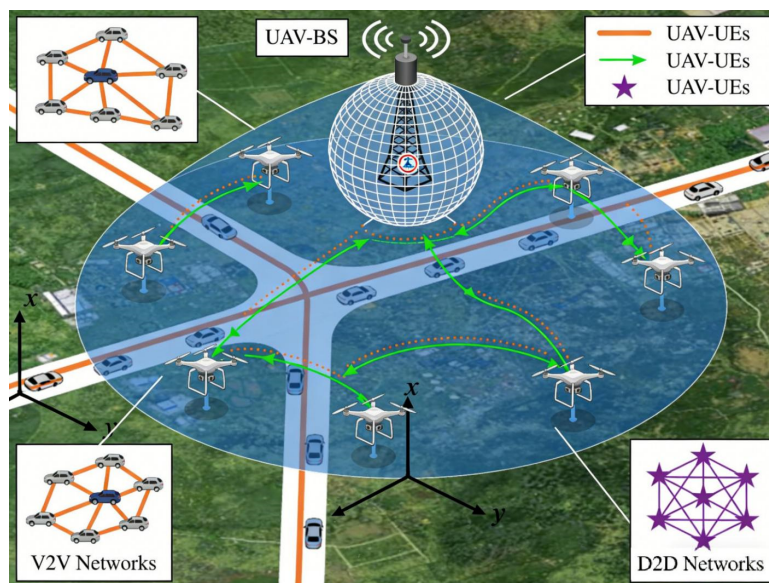 UAV-BS
UAV-UEs
UAV-UEs
UAV-UEs
x
y
x
y
V2V Networks
D2D Networks